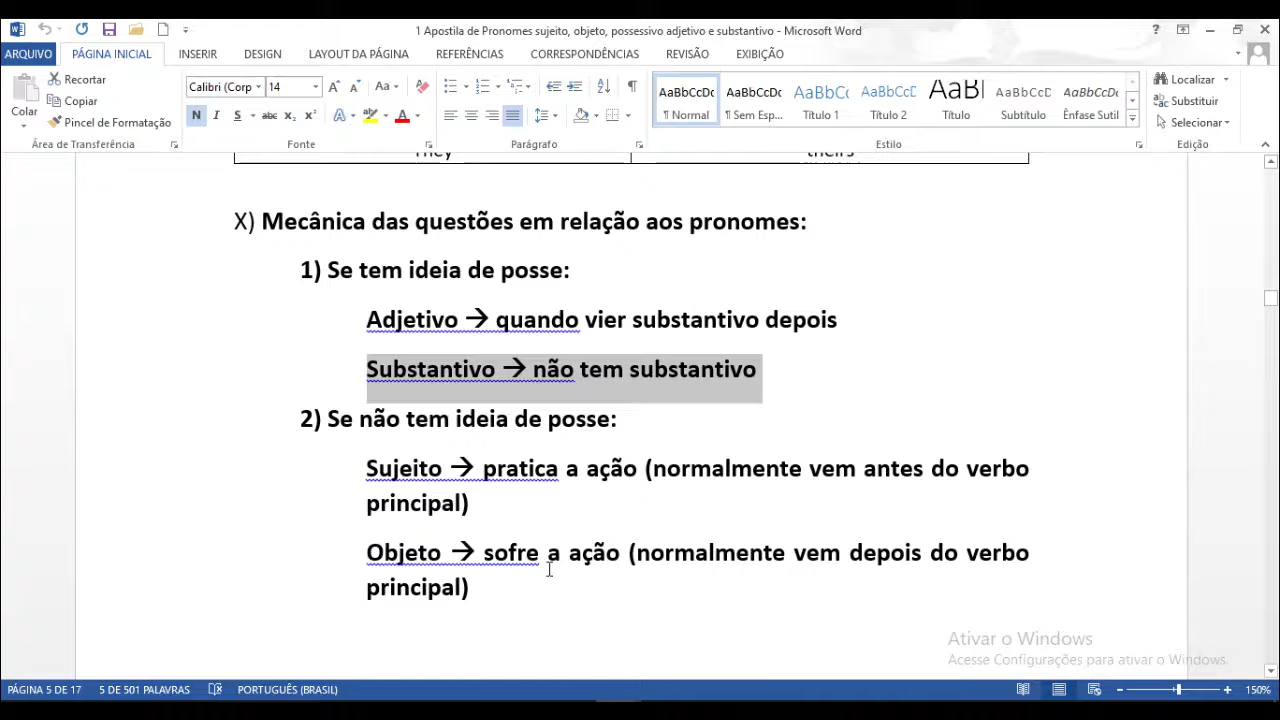 1 Apostila de Pronomes sujeito, objeto, possessivo adjetivo e substantivo - Microsoft Word
ARQUIVO PÁGINA INICIAL INSERIR DESIGN LAYOUT DA PÁGINA REFERÊNCIAS CORRESPONDÊNCIAS REVISÃO EXIBIÇÃO
Colar
Recortar
Copiar
Pincel de Formatação
Área de Transferência
Calibri (Corp 14
N I S abc x₂ x²
Fonte
Parágrafo
AaBbCcDc AaBbCcDc AaBbCc AaBbCcD AaBl AaBbCcD AaBbCcDc
¶ Normal ¶ Sem Esp... Título 1 Título 2 Título Subtítulo Ênfase Sutil
Estilo
Localizar
Substituir
Selecionar
Edição
They theirs
X) Mecânica das questões em relação aos pronomes:
1) Se tem ideia de posse:
Adjetivo → quando vier substantivo depois
Substantivo → não tem substantivo
2) Se não tem ideia de posse:
Sujeito → pratica a ação (normalmente vem antes do verbo
principal)
Objeto → sofre a ação (normalmente vem depois do verbo
principal)
Ativar o Windows
Acesse Configurações para ativar o Windows.
PÁGINA 5 DE 17 5 DE 501 PALAVRAS PORTUGUÊS (BRASIL) 150%